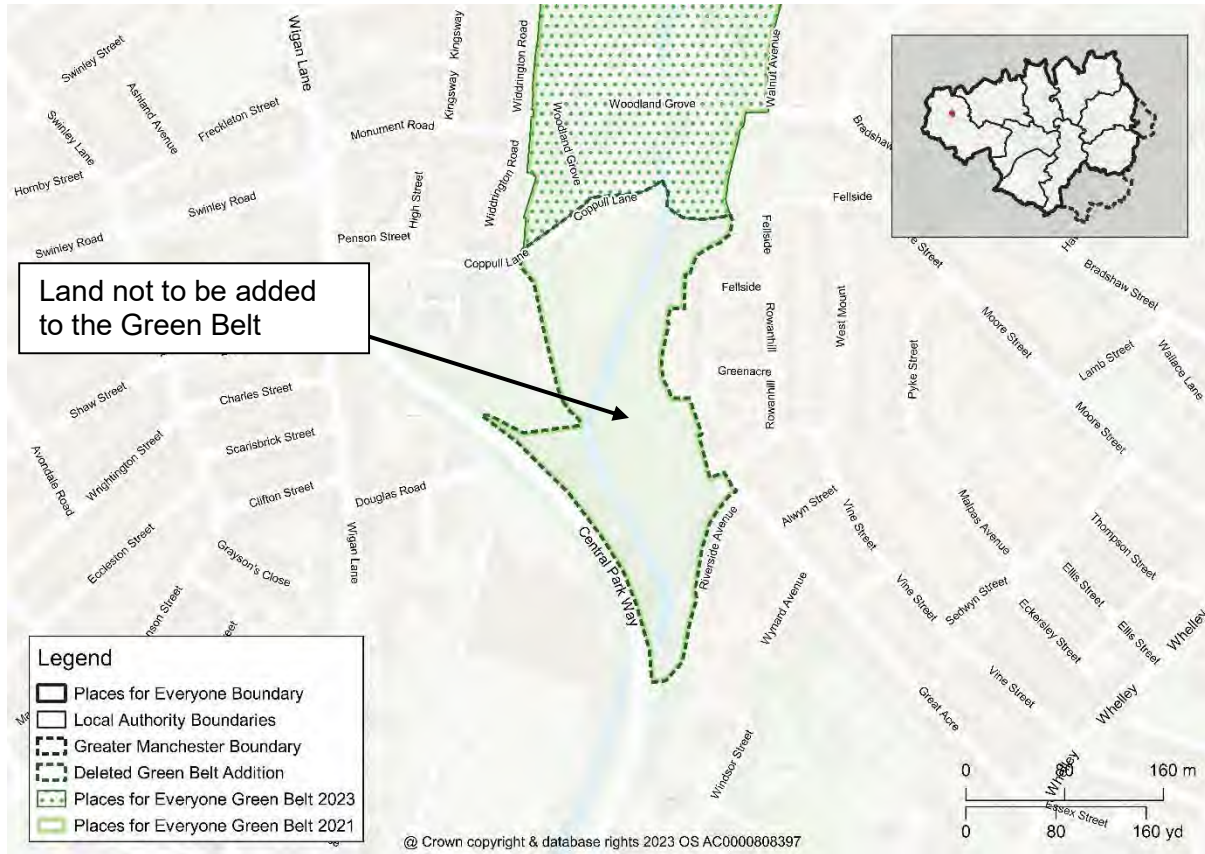 Swinley Street
Wigan Lane
Kingsway
Kingsway
Widdrington Road
Walnut Avenue
Ashland Avenue
Freckleton Street
Swinley Lane
Monument Road
Woodland Grove
Woodland Grove
Bradshaw
Hornby Street
Swinley Road
High Street
Widdrington Road
Coppull Lane
Fellside
Swinley Road
Penson Street
Coppull Lane
Fellside
Bradshaw Street
Land not to be added
to the Green Belt
Fellside
Rowanhill
West Mount
Moore Street
Lamb Street
Wallace Lane
Pyke Street
Greenacre
Rowanhill
Moore Street
Shaw Street
Charles Street
Scarisbrick Street
Wrightington Street
Avondale Road
Clifton Street
Douglas Road
Wigan Lane
Eccleston Street
Grayson's Close
Central Park Way
Riverside Avenue
Alwyn Street
Vine Street
Malpas Avenue
Thompson Street
Ellis Street
Ellis Street
Vine Street
Sedwyn Street
Eckersley Street
Wynard Avenue
Whelley
Vine Street
Great Acre
Whelley
Windsor Street
Whelley
Essex Street
Legend
Places for Everyone Boundary
Local Authority Boundaries
Greater Manchester Boundary
Deleted Green Belt Addition
Places for Everyone Green Belt 2023
Places for Everyone Green Belt 2021
0 80 160 m
0 80 160 yd
@ Crown copyright & database rights 2023 OS AC0000808397